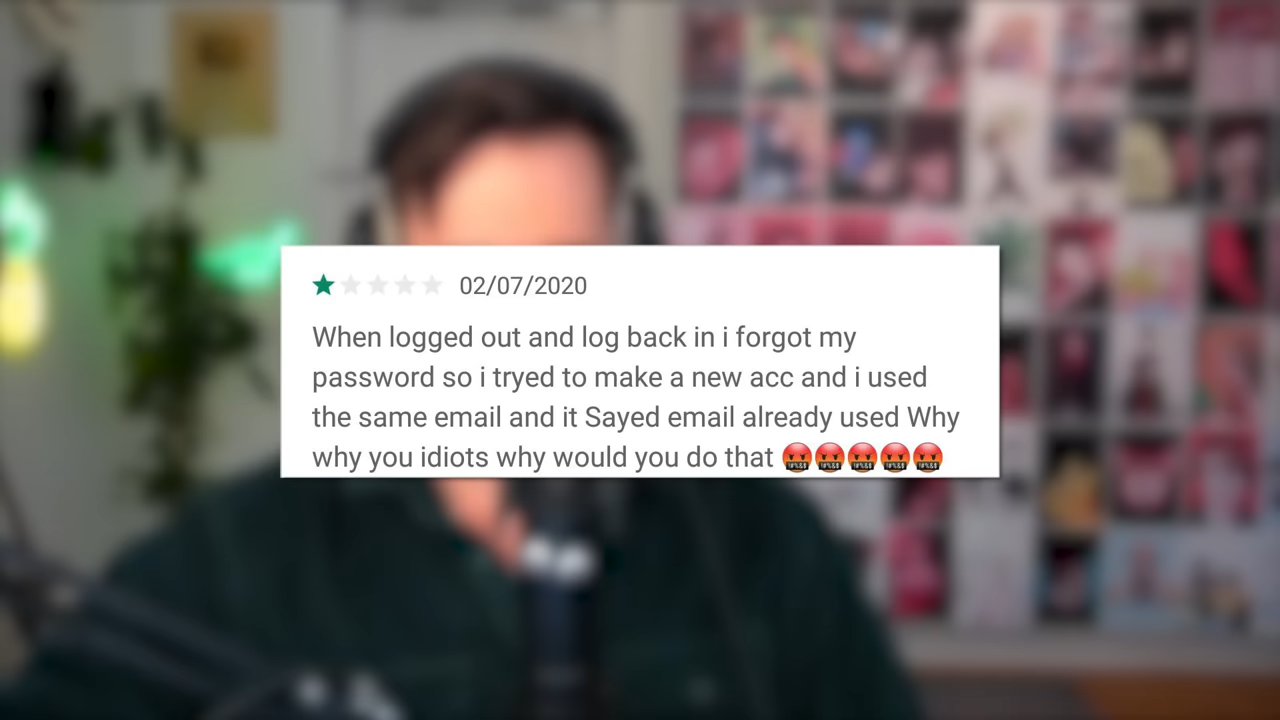 02/07/2020
When logged out and log back in i forgot my
password so i tryed to make a new acc and i used
the same email and it Sayed email already used Why
why you idiots why would you do that 🤬🤬🤬🤬🤬